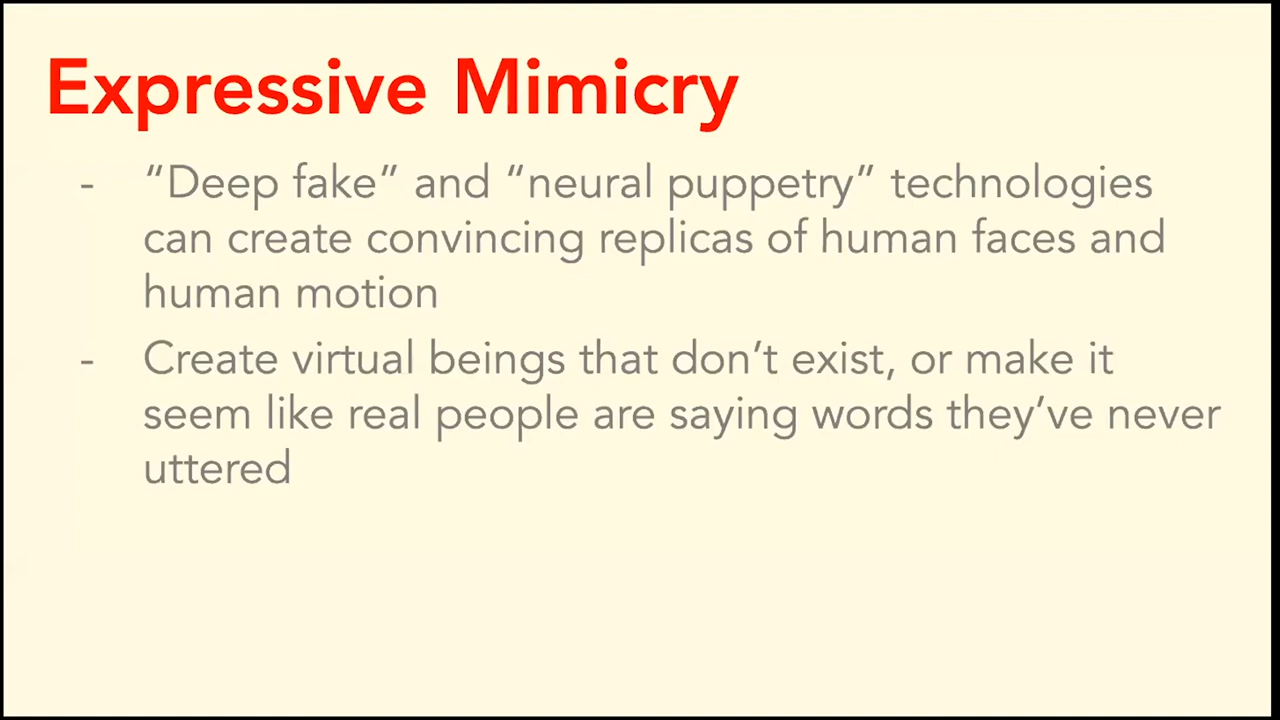 Expressive Mimicry
- “Deep fake” and “neural puppetry” technologies
can create convincing replicas of human faces and
human motion
- Create virtual beings that don’t exist, or make it
seem like real people are saying words they’ve never
uttered